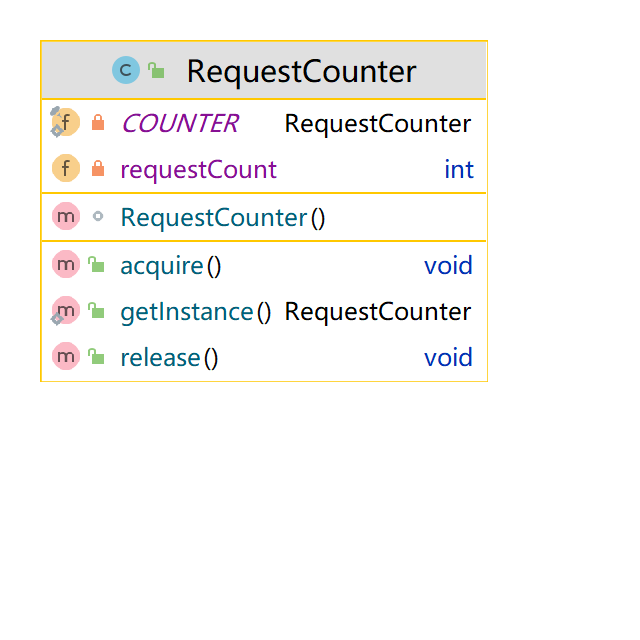 C RequestCounter
f COUNTER RequestCounter
f requestCount int
m RequestCounter()
m acquire() void
m getInstance() RequestCounter
m release() void